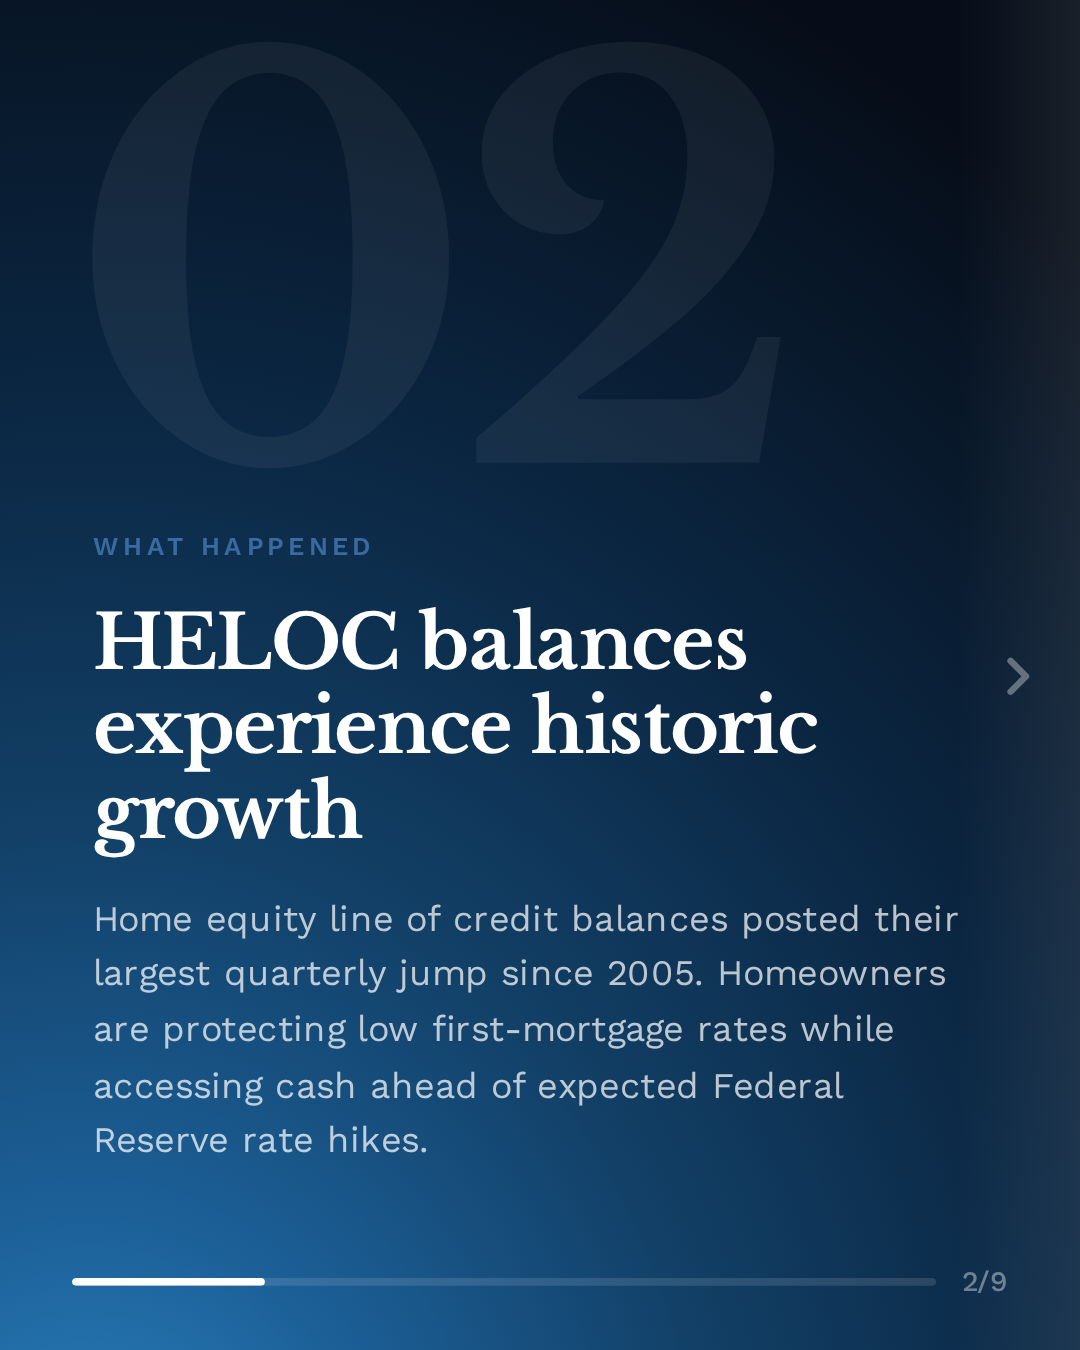 02
WHAT HAPPENED
HELOC balances
experience historic
growth
Home equity line of credit balances posted their
largest quarterly jump since 2005. Homeowners
are protecting low first-mortgage rates while
accessing cash ahead of expected Federal
Reserve rate hikes.
2/9